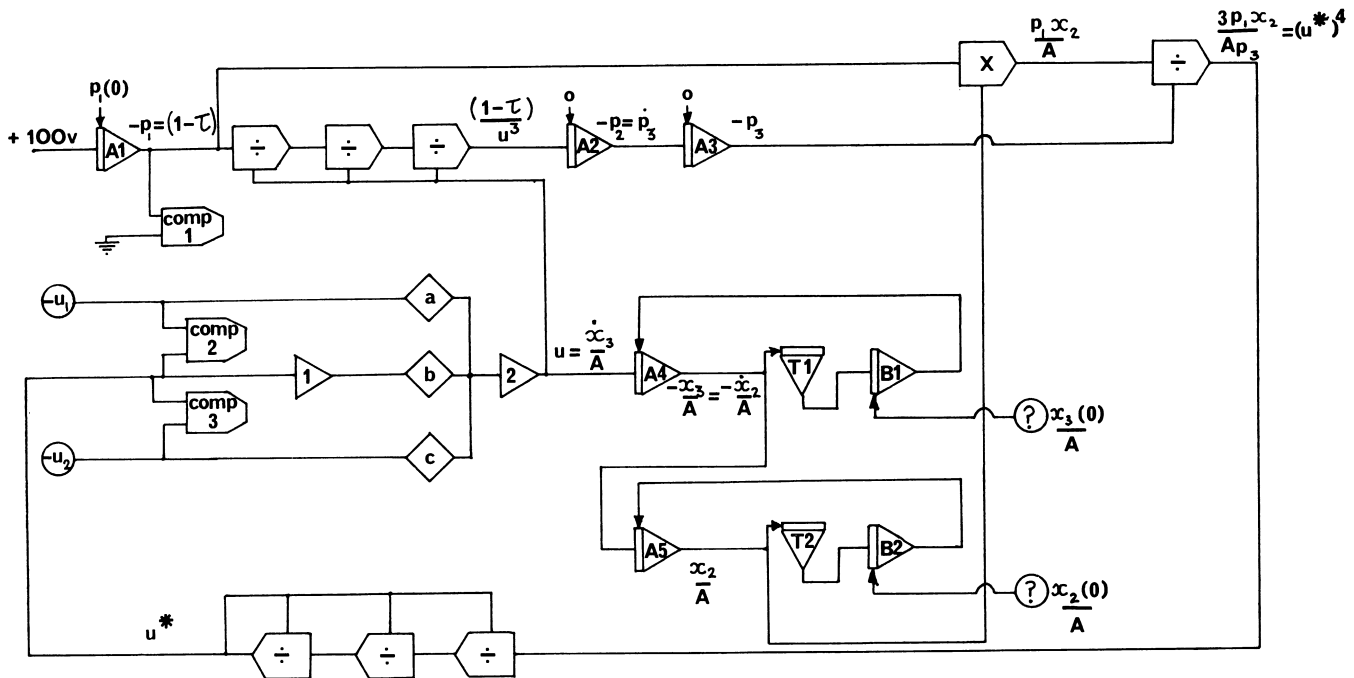 p₁x₂/A
3p₁x₂/Ap₃ = (u*)⁴
X
÷
p₁(0)
+ 100v
A1
-p₁=(1-τ)
÷
÷
÷
(1-τ)/u³
o
A2
-p₂=ṗ₃
o
A3
-p₃
comp 1
-u₁
a
comp 2
1
b
2
u = ẋ₃/A
comp 3
-u₂
c
A4
-x₃/A = -ẋ₂/A
T1
B1
? x₃(0)/A
A5
x₂/A
T2
B2
? x₂(0)/A
u*
÷
÷
÷